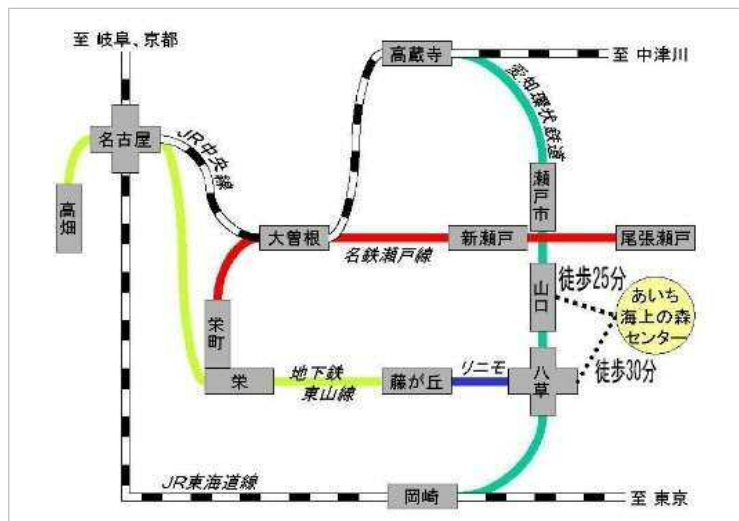 至 岐阜、京都
高蔵寺
至 中津川
愛知環状鉄道
名古屋
JR中央線
高畑
瀬戸市
大曽根
新瀬戸
尾張瀬戸
名鉄瀬戸線
山口
徒歩25分
あいち
海上の森
センター
栄町
栄
地下鉄
東山線
藤が丘
リニモ
八草
徒歩30分
JR東海道線
岡崎
至 東京